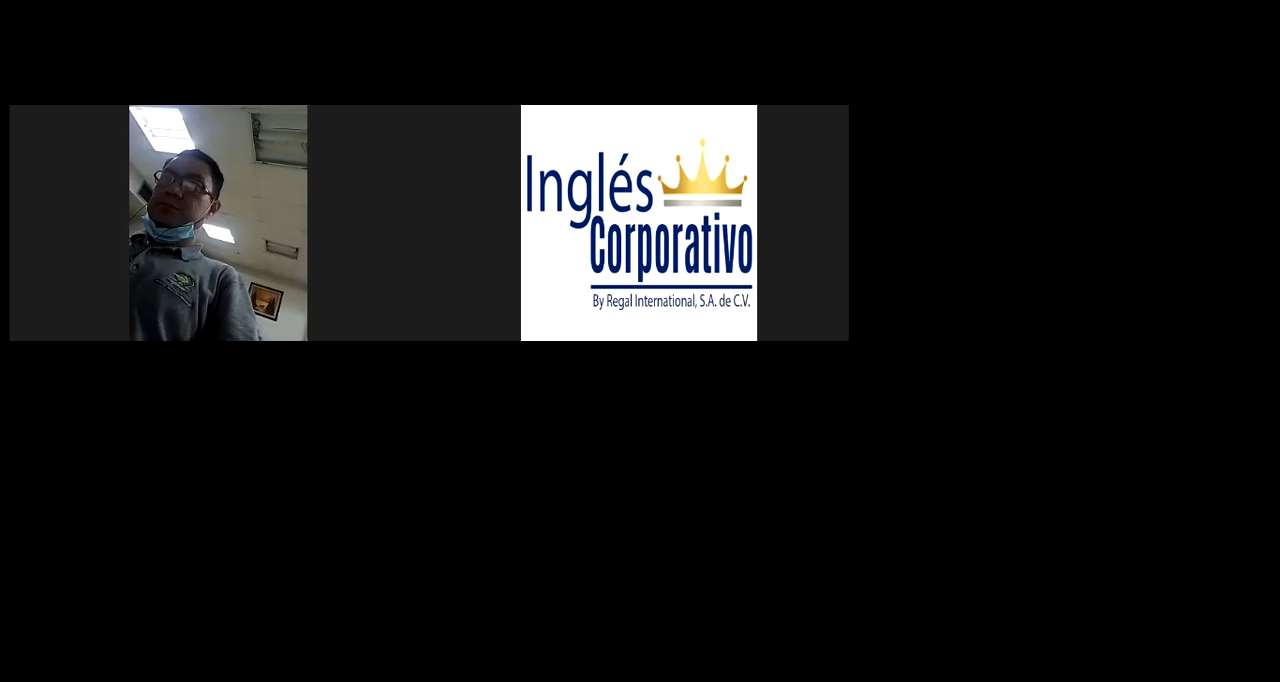 Inglés
Corporativo
By Regal International, S.A. de C.V.